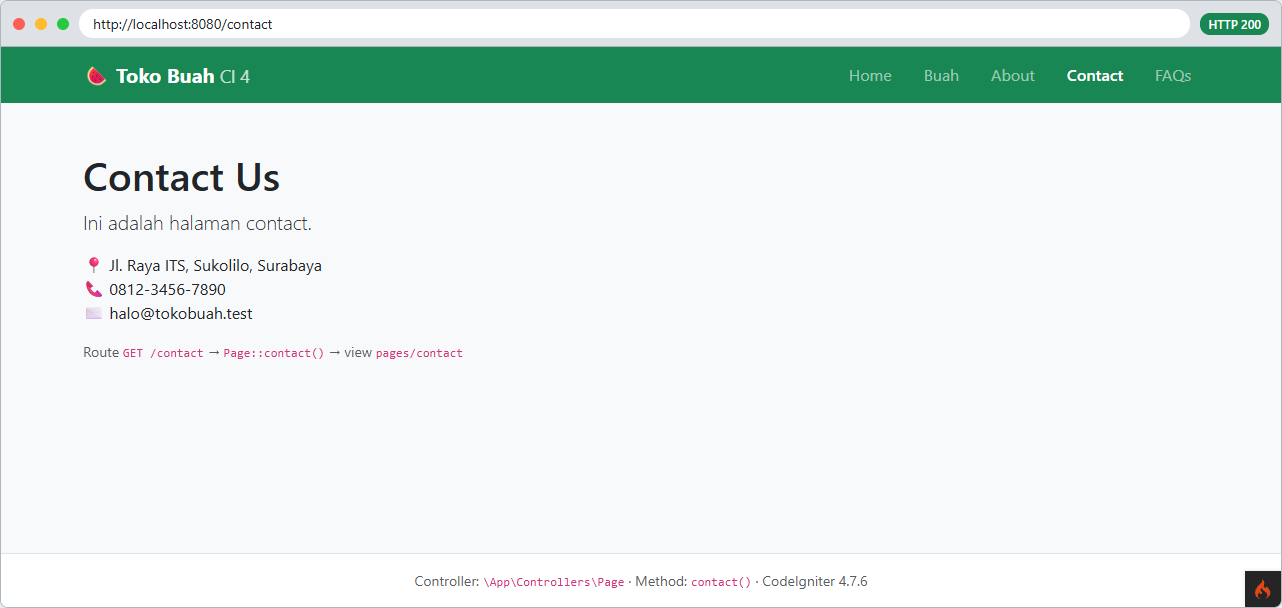 http://localhost:8080/contact
HTTP 200
Toko Buah CI 4
Home
Buah
About
Contact
FAQs
Contact Us
Ini adalah halaman contact.
Jl. Raya ITS, Sukolilo, Surabaya
0812-3456-7890
halo@tokobuah.test
Route GET /contact → Page::contact() → view pages/contact
Controller: \App\Controllers\Page · Method: contact() · CodeIgniter 4.7.6